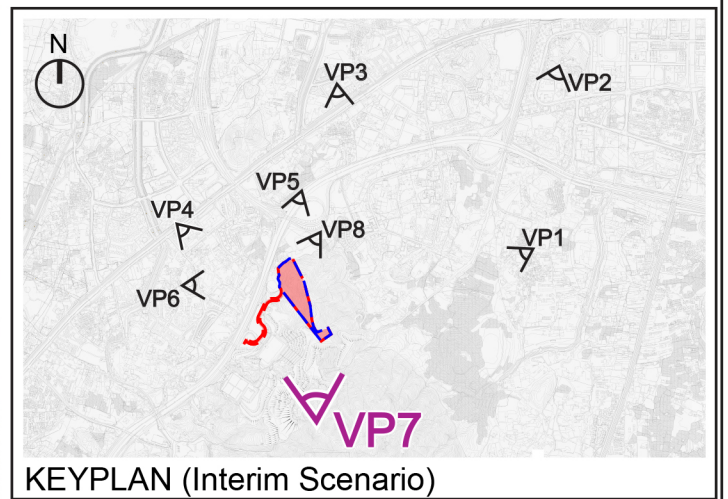 N
VP3
VP2
VP5
VP4
VP8
VP1
VP6
VP7
KEYPLAN (Interim Scenario)